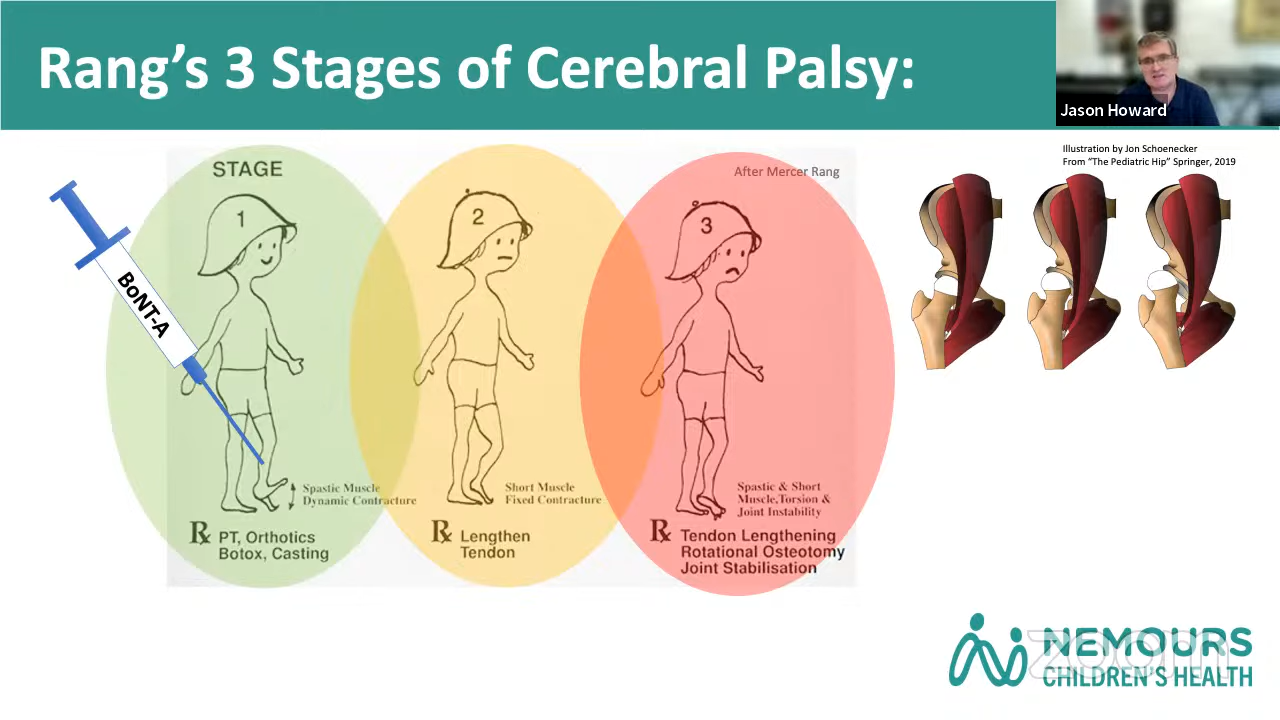 Rang's 3 Stages of Cerebral Palsy:
Jason Howard
Illustration by Jon Schoenecker
From "The Pediatric Hip" Springer, 2019
STAGE
After Mercer Rang
1
2
3
BoNT-A
Spastic Muscle
Dynamic Contracture
Short Muscle
Fixed Contracture
Spastic & Short
Muscle,Torsion &
Joint Instability
Rx PT, Orthotics
Botox, Casting
Rx Lengthen
Tendon
Rx Tendon Lengthening
Rotational Osteotomy
Joint Stabilisation
NEMOURS
CHILDREN'S HEALTH
zoom